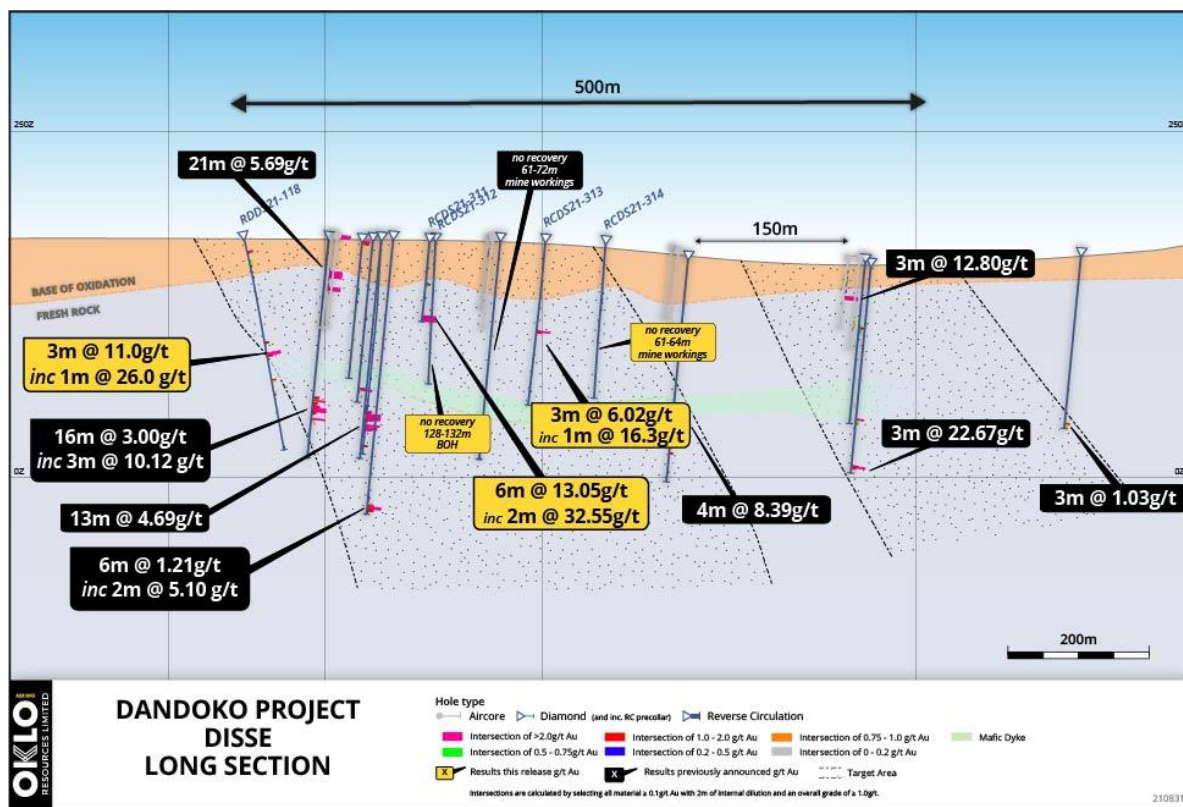 500m
250Z
250
21m @ 5.69g/t
no recovery
61-72m
mine workings
RDDS21-118
RCDS21-311
RCDS21-312
RCDS21-313
RCDS21-314
150m
3m @ 12.80g/t
BASE OF OXIDATION
FRESH ROCK
3m @ 11.0g/t
inc 1m @ 26.0 g/t
no recovery
61-64m
mine workings
16m @ 3.00g/t
inc 3m @ 10.12 g/t
no recovery
128-132m
BOH
3m @ 6.02g/t
inc 1m @ 16.3g/t
3m @ 22.67g/t
0Z
0Z
13m @ 4.69g/t
6m @ 13.05g/t
inc 2m @ 32.55g/t
4m @ 8.39g/t
3m @ 1.03g/t
6m @ 1.21g/t
inc 2m @ 5.10 g/t
200m
OKLO
RESOURCES LIMITED
DANDOKO PROJECT
DISSE
LONG SECTION
Hole type
Aircore Diamond (and inc. RC precollar) Reverse Circulation
Intersection of >2.0g/t Au Intersection of 1.0 - 2.0 g/t Au Intersection of 0.75 - 1.0 g/t Au Mafic Dyke
Intersection of 0.5 - 0.75g/t Au Intersection of 0.2 - 0.5 g/t Au Intersection of 0 - 0.2 g/t Au
X Results this release g/t Au X Results previously announced g/t Au Target Area
Intersections are calculated by selecting all material ≥ 0.1g/t Au with 2m of internal dilution and an overall grade of ≥ 1.0g/t.
210831